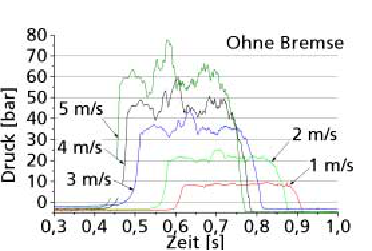 Ohne Bremse
Druck [bar]
80
70
60
50
40
30
20
10
0
5 m/s
4 m/s
3 m/s
2 m/s
1 m/s
0,3 0,4 0,5 0,6 0,7 0,8 0,9 1,0
Zeit [s]